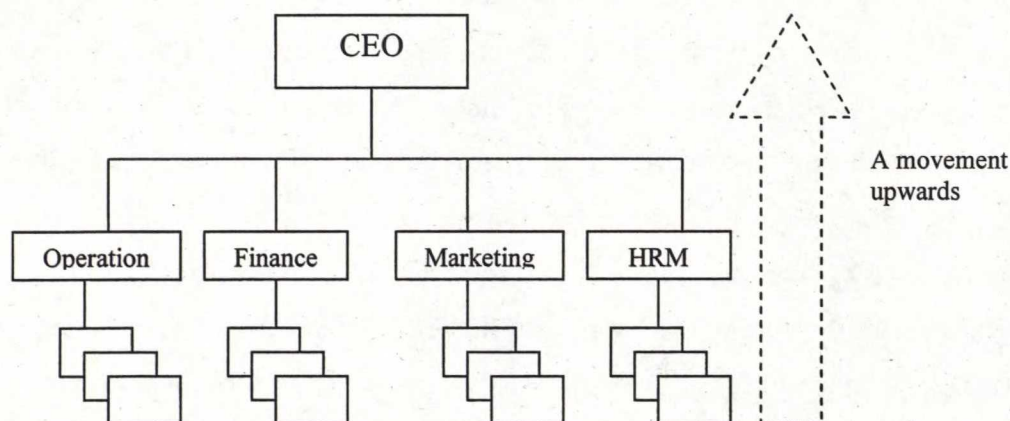 CEO
A movement
upwards
Operation
Finance
Marketing
HRM